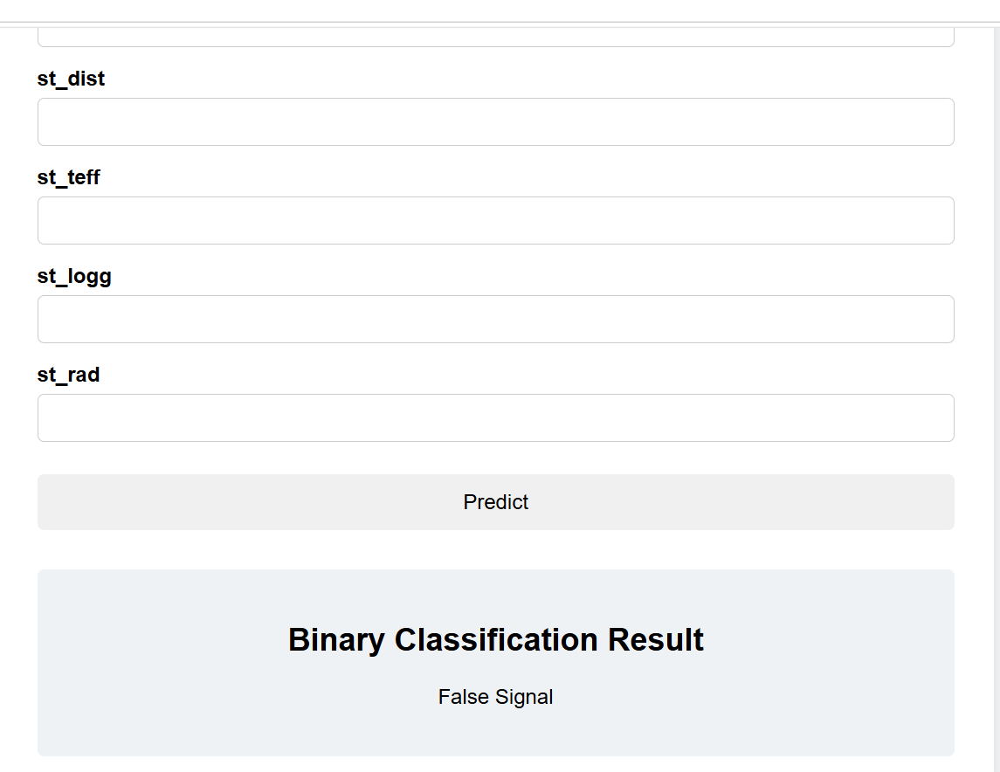 st_dist
st_teff
st_logg
st_rad
Predict
Binary Classification Result
False Signal